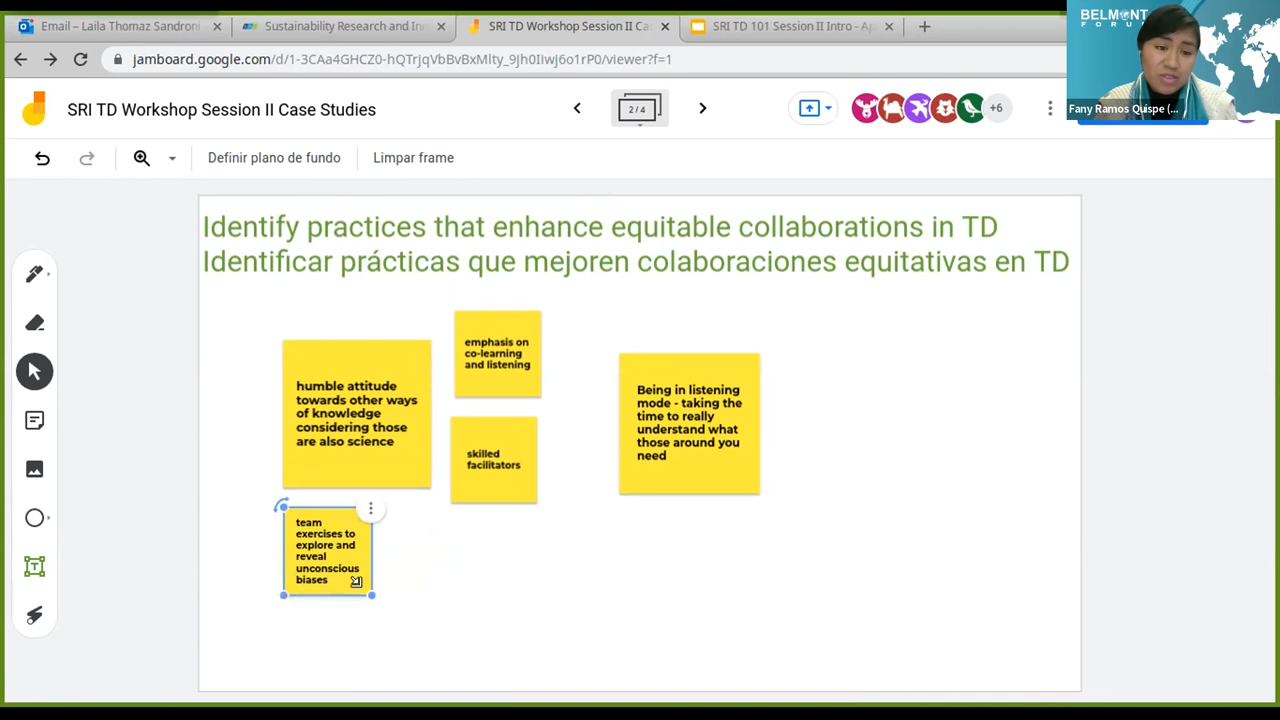 Email – Laila Thomaz Sandroni
Sustainability Research and In
SRI TD Workshop Session II Ca
SRI TD 101 Session II Intro - Ap
BELMONT
FORUM
jamboard.google.com/d/1-3CAa4GHCZ0-hQTrjqVbBvBxMlty_9jh0Iiwj6o1rP0/viewer?f=1
Fany Ramos Quispe (...
SRI TD Workshop Session II Case Studies
2/4
+6
Definir plano de fundo
Limpar frame
Identify practices that enhance equitable collaborations in TD
Identificar prácticas que mejoren colaboraciones equitativas en TD
humble attitude
towards other ways
of knowledge
considering those
are also science
emphasis on
co-learning
and listening
skilled
facilitators
Being in listening
mode - taking the
time to really
understand what
those around you
need
team
exercises to
explore and
reveal
unconscious
biases